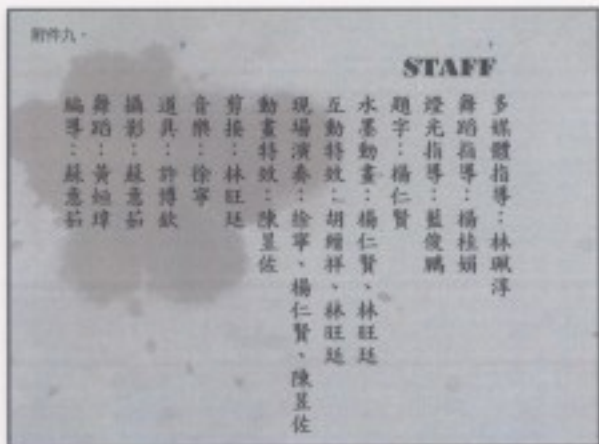 附件九。
STAFF
多媒體指導：林珮淳
舞蹈指導：楊桂娟
燈光指導：藍俊鵬
題字：楊仁賢
水墨動畫：楊仁賢、林旺廷
互動特效：胡縉祥、林旺廷
現場演奏：徐寧、楊仁賢、陳昱佐
動畫特效：陳昱佐
剪接：林旺廷
音樂：徐寧
道具：許博欽
攝影：蘇意茹
舞蹈：黃姮瑋
編導：蘇意茹